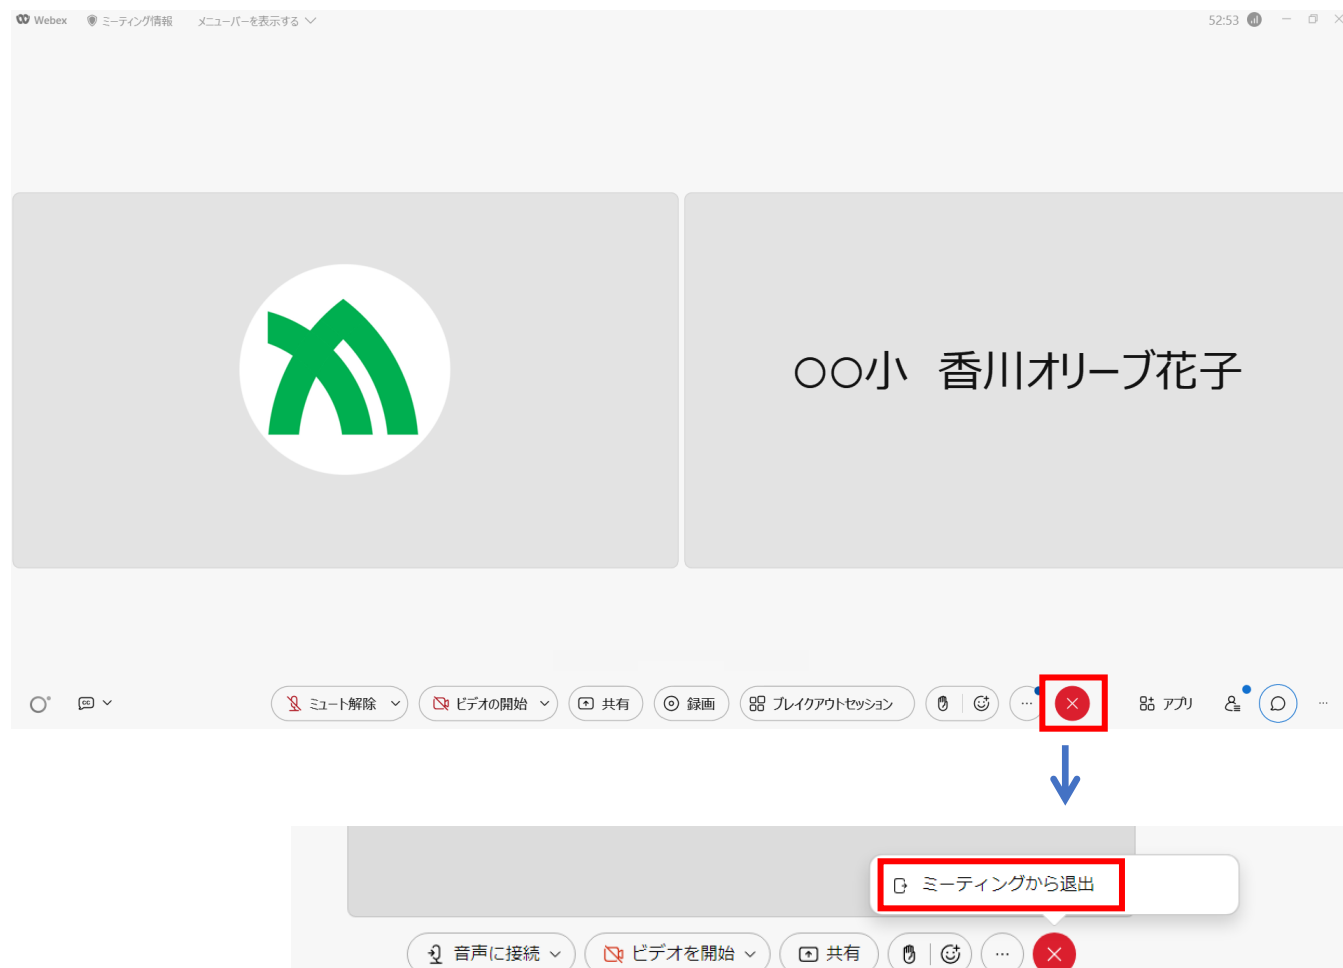 Webex ミーティング情報 メニューバーを表示する 52:53
○○小 香川オリーブ花子
CC ミュート解除 ビデオの開始 共有 録画 ブレイクアウトセッション アプリ
ミーティングから退出
音声に接続 ビデオを開始 共有